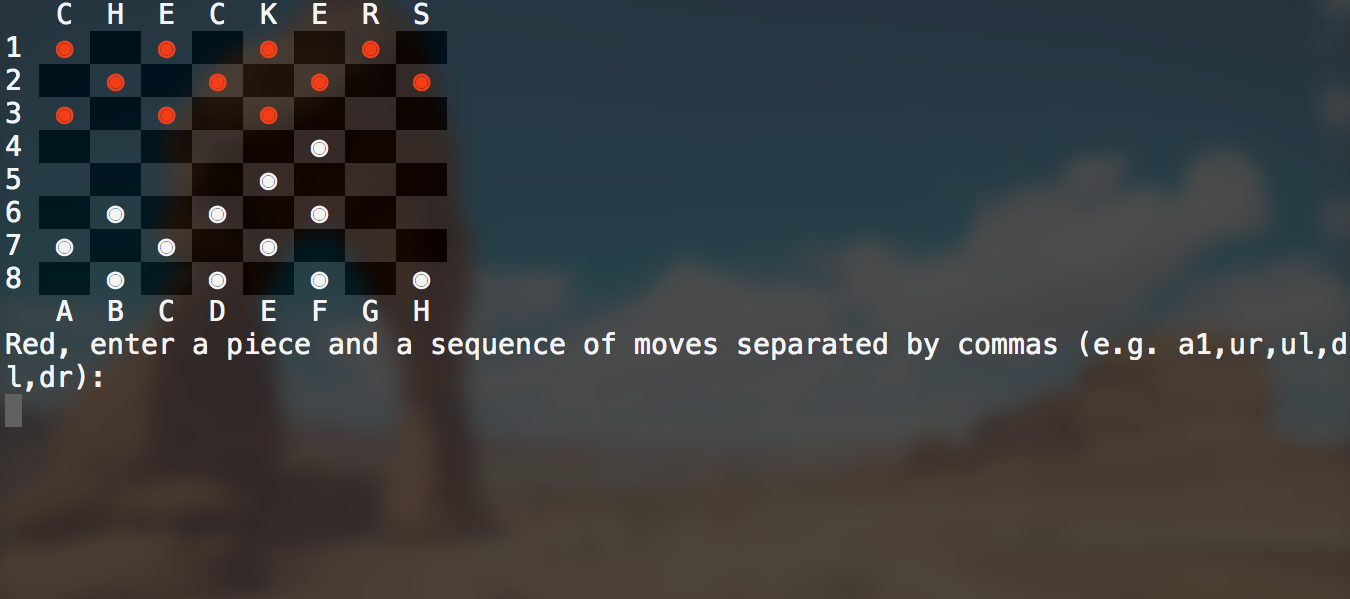 C H E C K E R S
1
2
3
4
5
6
7
8
A B C D E F G H
Red, enter a piece and a sequence of moves separated by commas (e.g. a1,ur,ul,d
l,dr):